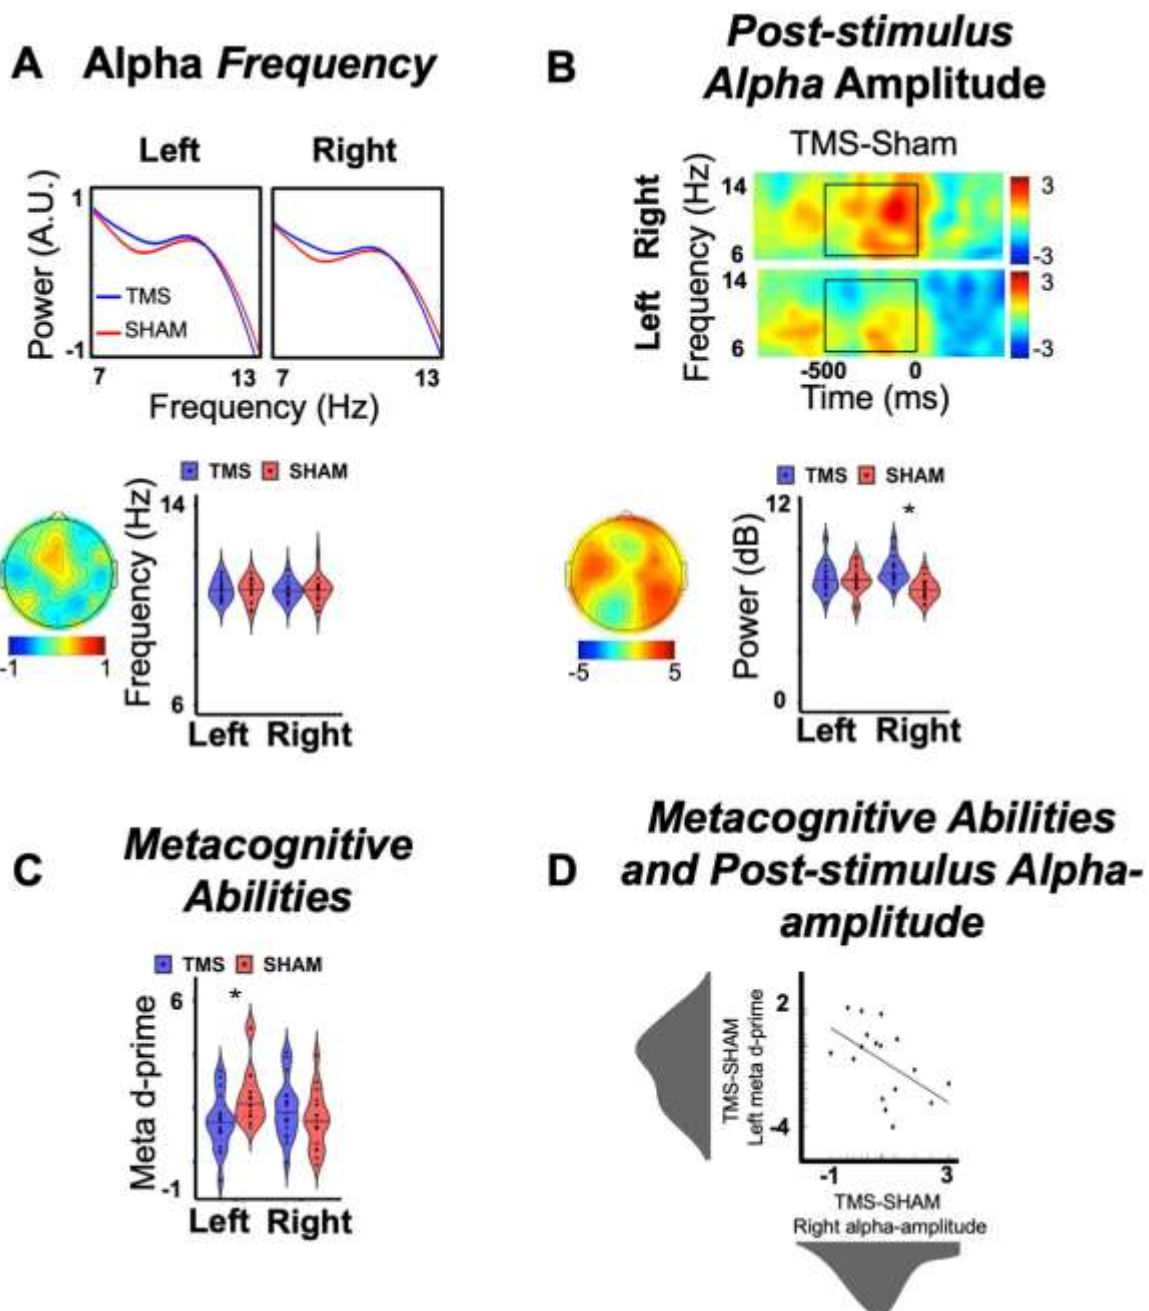 A Alpha Frequency
Left Right
Power (A.U.)
1
-1
TMS
SHAM
7 13 7 13
Frequency (Hz)
TMS SHAM
Frequency (Hz)
14
6
-1 1
Left Right
B Post-stimulus
Alpha Amplitude
TMS-Sham
Right
Left
Frequency (Hz)
14
6
14
6
3
-3
3
-3
-500 0
Time (ms)
TMS SHAM
*
Power (dB)
12
0
-5 5
Left Right
C Metacognitive
Abilities
TMS SHAM
*
Meta d-prime
6
-1
Left Right
D Metacognitive Abilities
and Post-stimulus Alpha-
amplitude
TMS-SHAM
Left meta d-prime
2
-4
-1 3
TMS-SHAM
Right alpha-amplitude